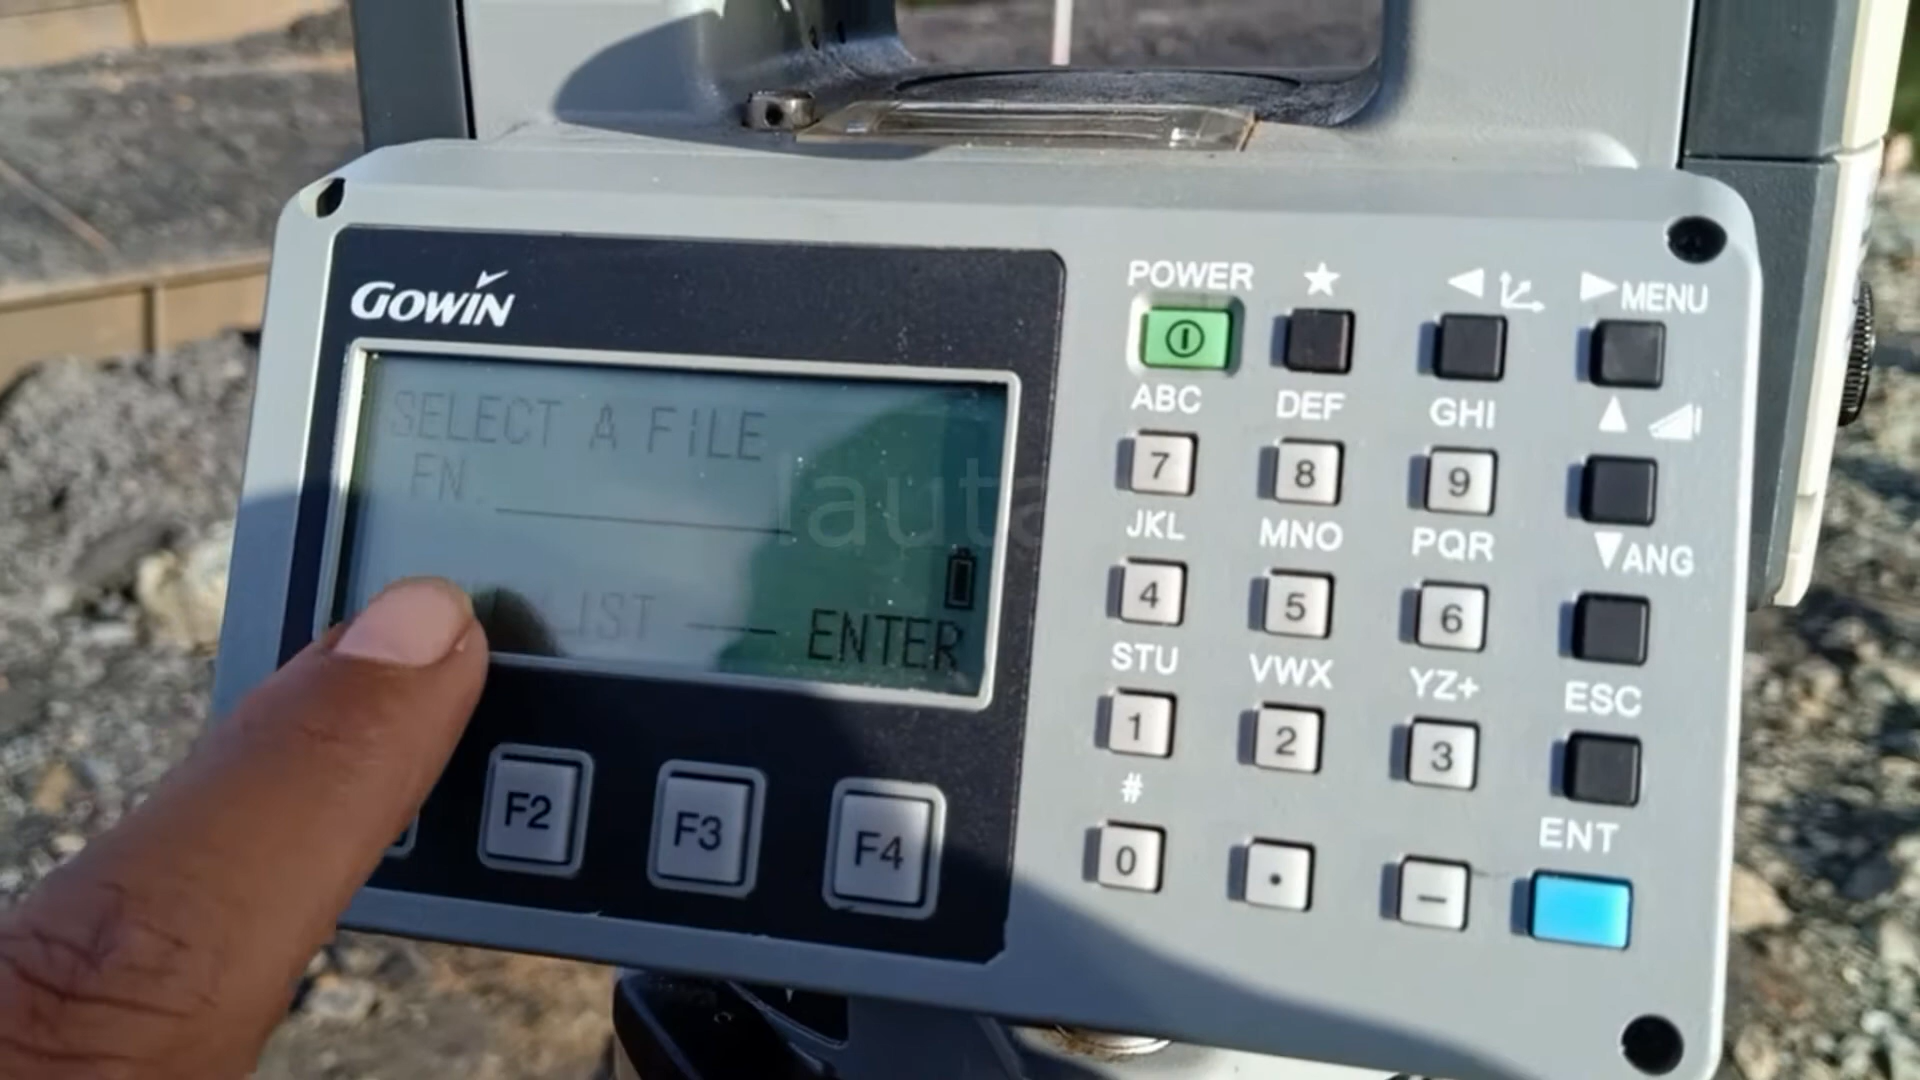 GOWIN
SELECT A FILE
FN.
LIST --- ENTER
F2 F3 F4
POWER ★ ◀ ▶MENU
ABC DEF GHI ▲
7 8 9
JKL MNO PQR ▼ANG
4 5 6
STU VWX YZ+ ESC
1 2 3
# ENT
0 . -
lauta